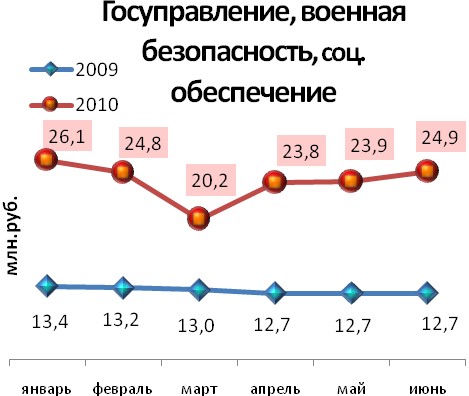 Госуправление, военная
безопасность, соц.
обеспечение
2009
2010
26,1 24,8 20,2 23,8 23,9 24,9
млн.руб.
13,4 13,2 13,0 12,7 12,7 12,7
январь февраль март апрель май июнь